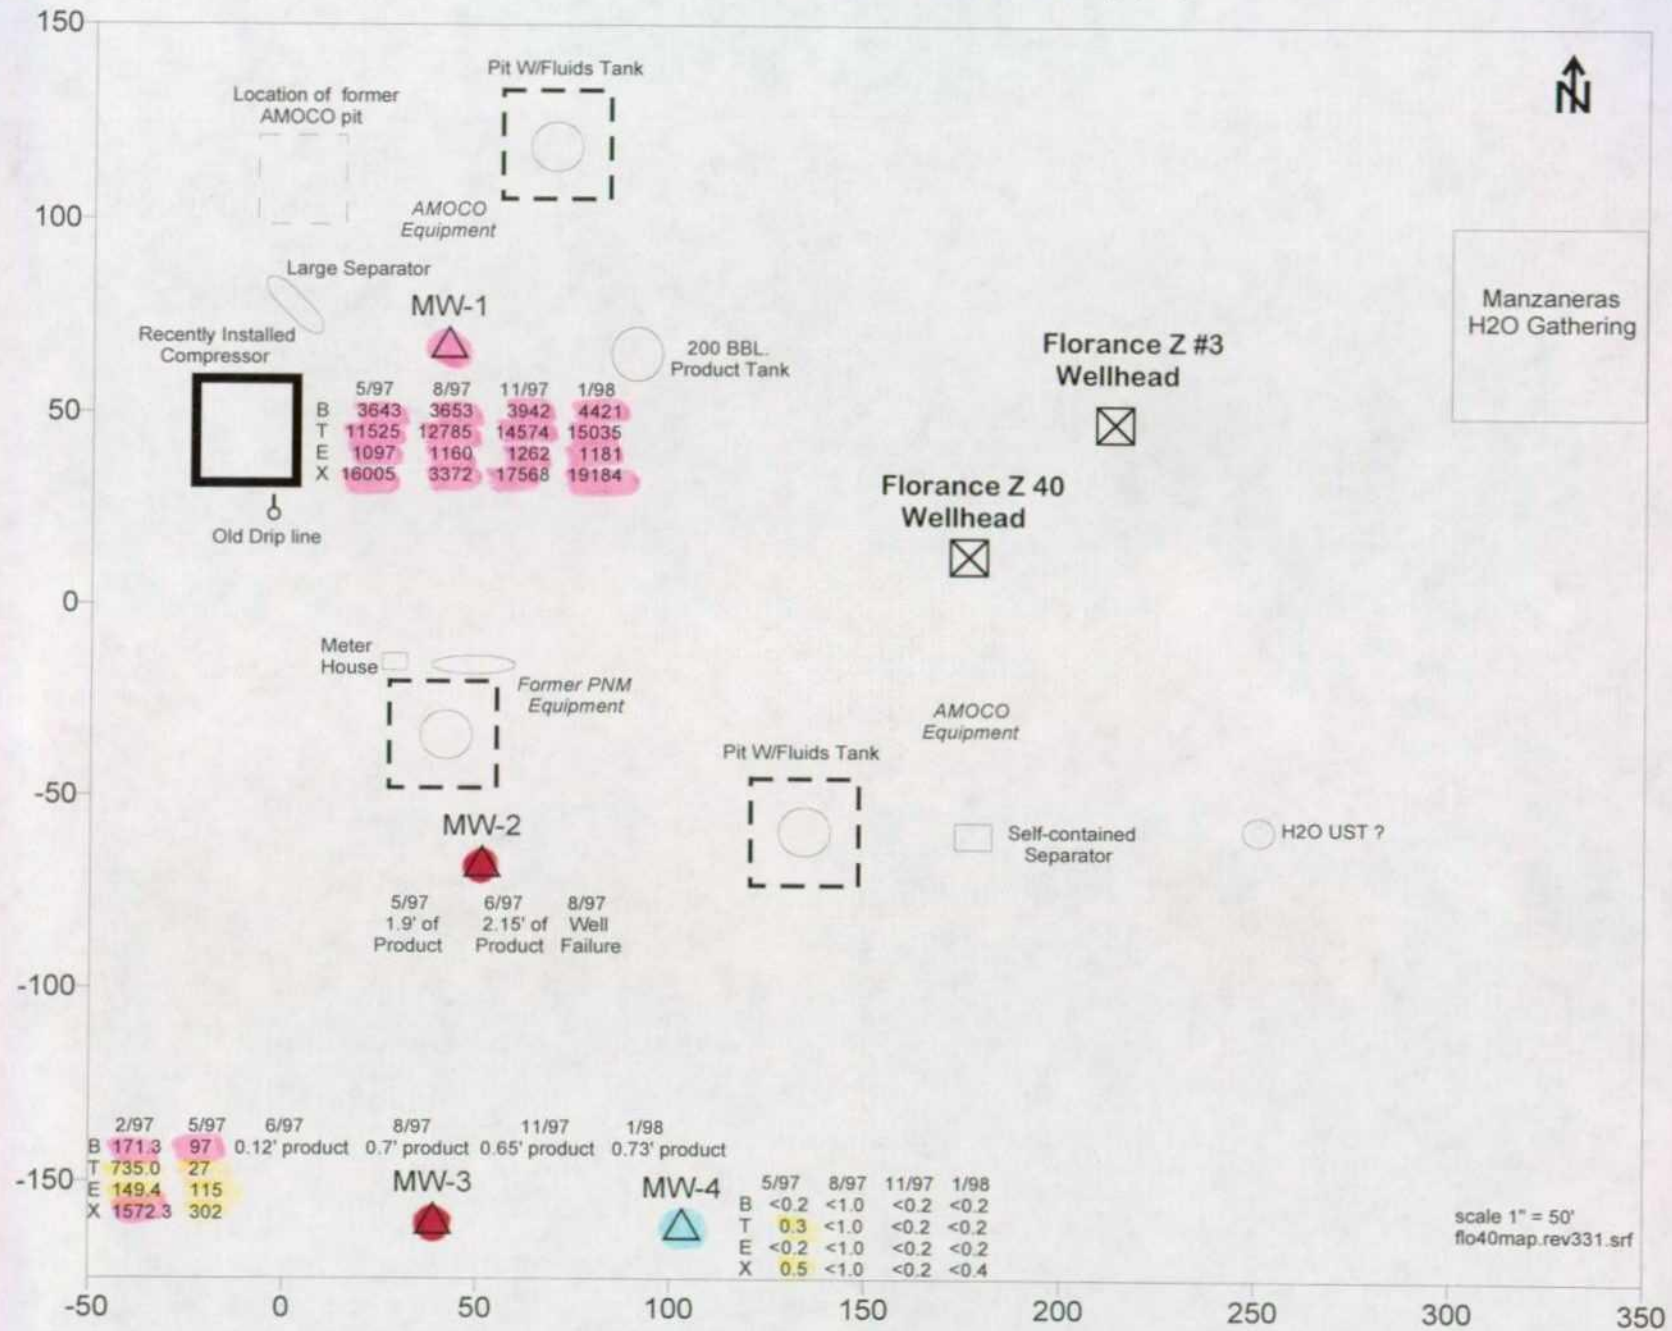 150
Pit W/Fluids Tank
Location of former
AMOCO pit
N
100
AMOCO
Equipment
Large Separator
MW-1
Manzaneras
H2O Gathering
Recently Installed
Compressor
200 BBL.
Product Tank
Florance Z #3
Wellhead
5/97 8/97 11/97 1/98
50
B 3643 3653 3942 4421
T 11525 12785 14574 15035
E 1097 1160 1262 1181
X 16005 3372 17568 19184
Florance Z 40
Wellhead
Old Drip line
0
Meter
House
Former PNM
Equipment
AMOCO
Equipment
Pit W/Fluids Tank
-50
MW-2
Self-contained
Separator
H2O UST ?
5/97 6/97 8/97
1.9' of 2.15' of Well
Product Product Failure
-100
2/97 5/97 6/97 8/97 11/97 1/98
B 171.3 97 0.12' product 0.7' product 0.65' product 0.73' product
T 735.0 27
-150
E 149.4 115
X 1572.3 302
MW-3
MW-4
5/97 8/97 11/97 1/98
B <0.2 <1.0 <0.2 <0.2
T 0.3 <1.0 <0.2 <0.2
E <0.2 <1.0 <0.2 <0.2
X 0.5 <1.0 <0.2 <0.4
scale 1" = 50'
flo40map.rev331.srf
-50 0 50 100 150 200 250 300 350